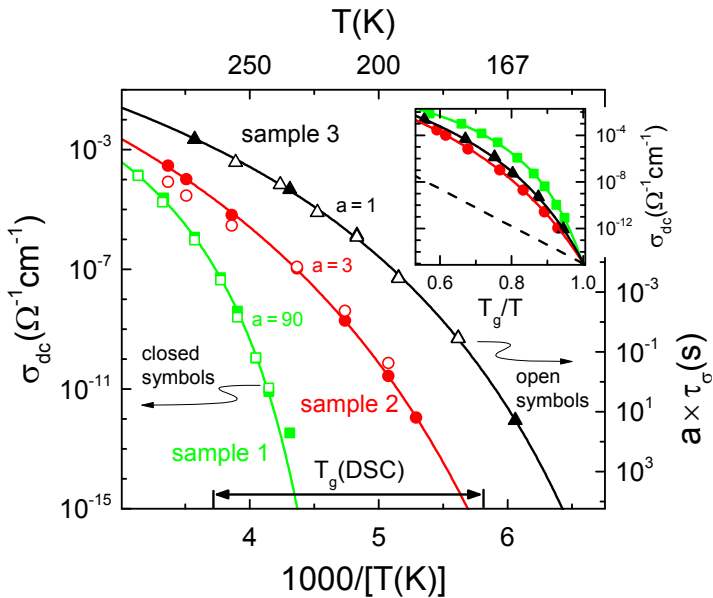 T(K)
250 200 167
10⁻³
10⁻⁷
10⁻¹¹
10⁻¹⁵
σdc(Ω⁻¹cm⁻¹)
sample 3
a = 1
a = 3
a = 90
closed
symbols
sample 1
sample 2
open
symbols
Tg(DSC)
10⁻⁴
10⁻⁸
10⁻¹²
σdc(Ω⁻¹cm⁻¹)
0.6 0.8 1.0
Tg/T
10⁻³
10⁻¹
10¹
10³
a × τσ(s)
4 5 6
1000/[T(K)]